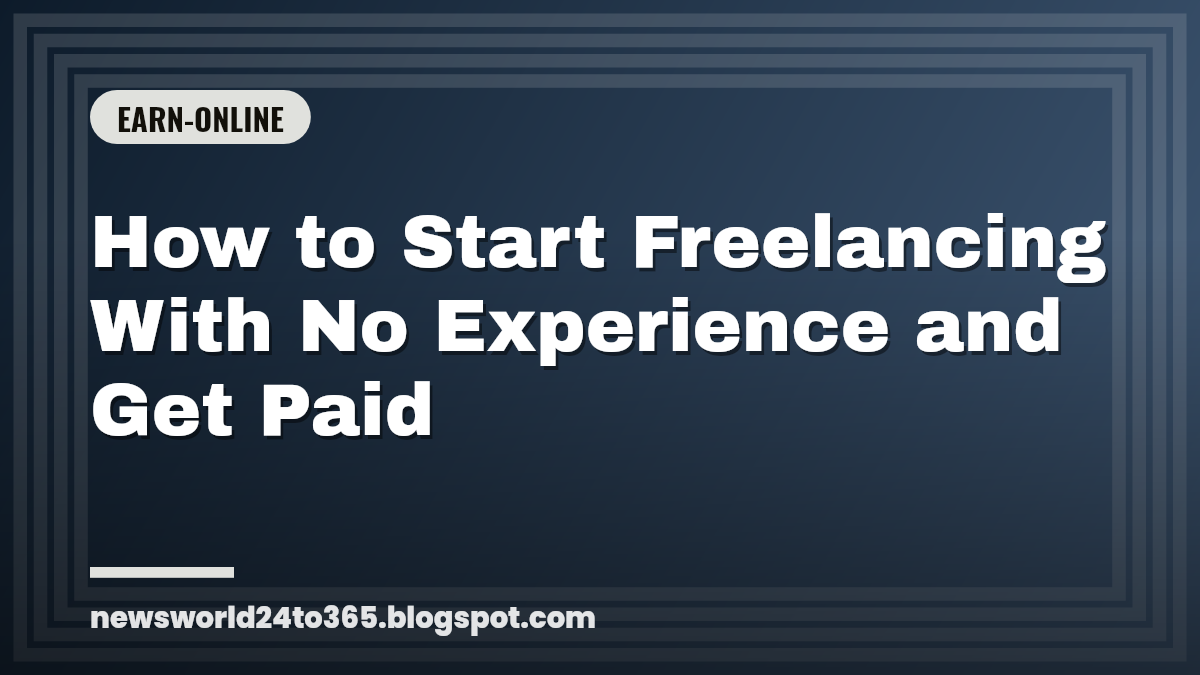 EARN-ONLINE
How to Start Freelancing
With No Experience and
Get Paid
newsworld24to365.blogspot.com